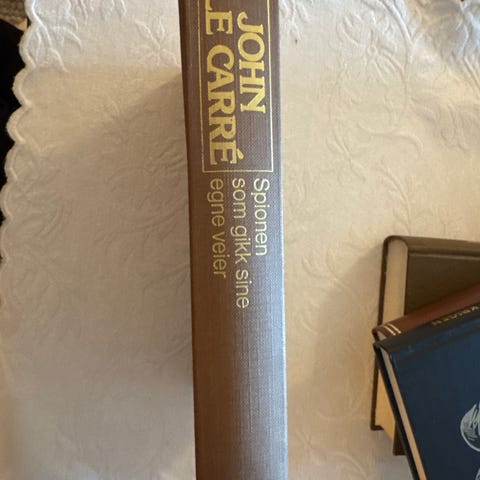 JOHN
LE CARRÉ
Spionen
som gikk sine
egne veier